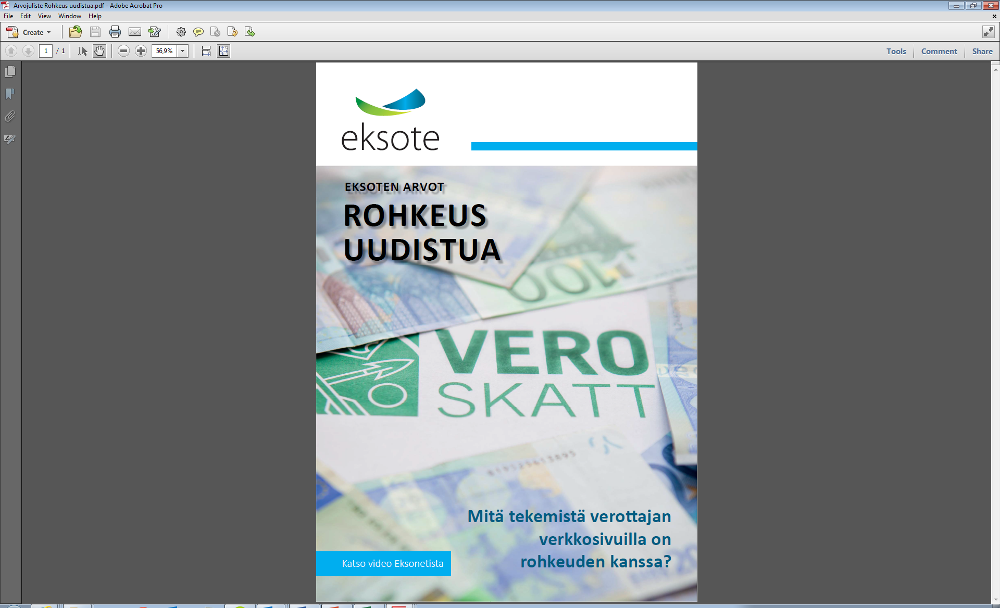 Arvojuliste Rohkeus uudistua.pdf - Adobe Acrobat Pro
File Edit View Window Help
Create
1 / 1 56,9% Tools Comment Share
eksote
EKSOTEN ARVOT
ROHKEUS
UUDISTUA
100
VERO
SKATT
Mitä tekemistä verottajan
verkkosivuilla on
rohkeuden kanssa?
Katso video Eksonetista